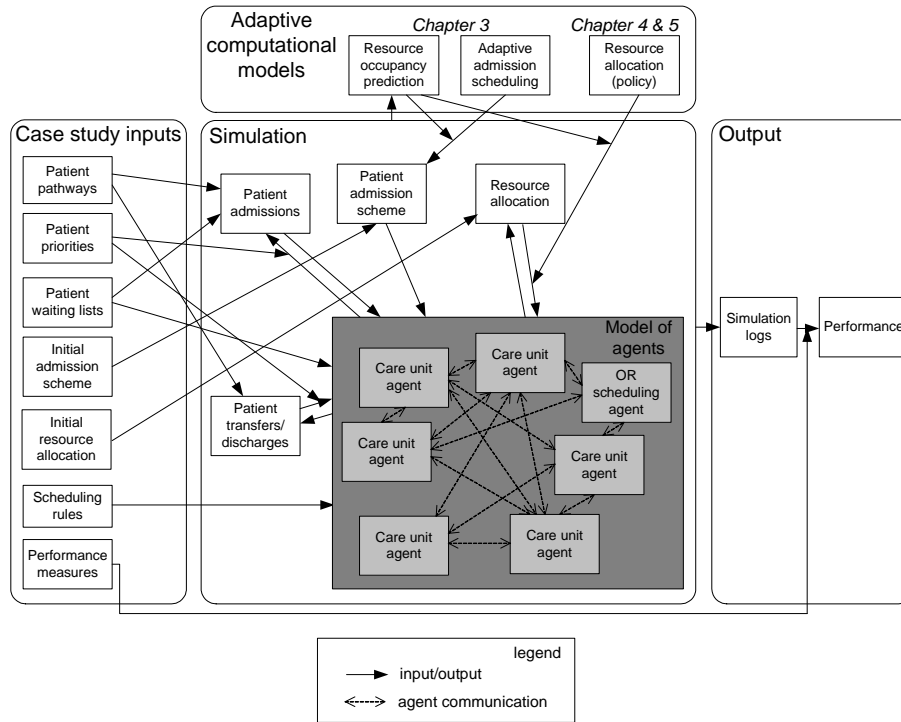 Adaptive
computational
models
Chapter 3
Chapter 4 & 5
Resource
occupancy
prediction
Adaptive
admission
scheduling
Resource
allocation
(policy)
Case study inputs
Patient
pathways
Patient
priorities
Patient
waiting lists
Initial
admission
scheme
Initial
resource
allocation
Scheduling
rules
Performance
measures
Simulation
Patient
admissions
Patient
admission
scheme
Resource
allocation
Patient
transfers/
discharges
Model of
agents
Care unit
agent
Care unit
agent
OR
scheduling
agent
Care unit
agent
Care unit
agent
Care unit
agent
Care unit
agent
Output
Simulation
logs
Performance
legend
input/output
agent communication